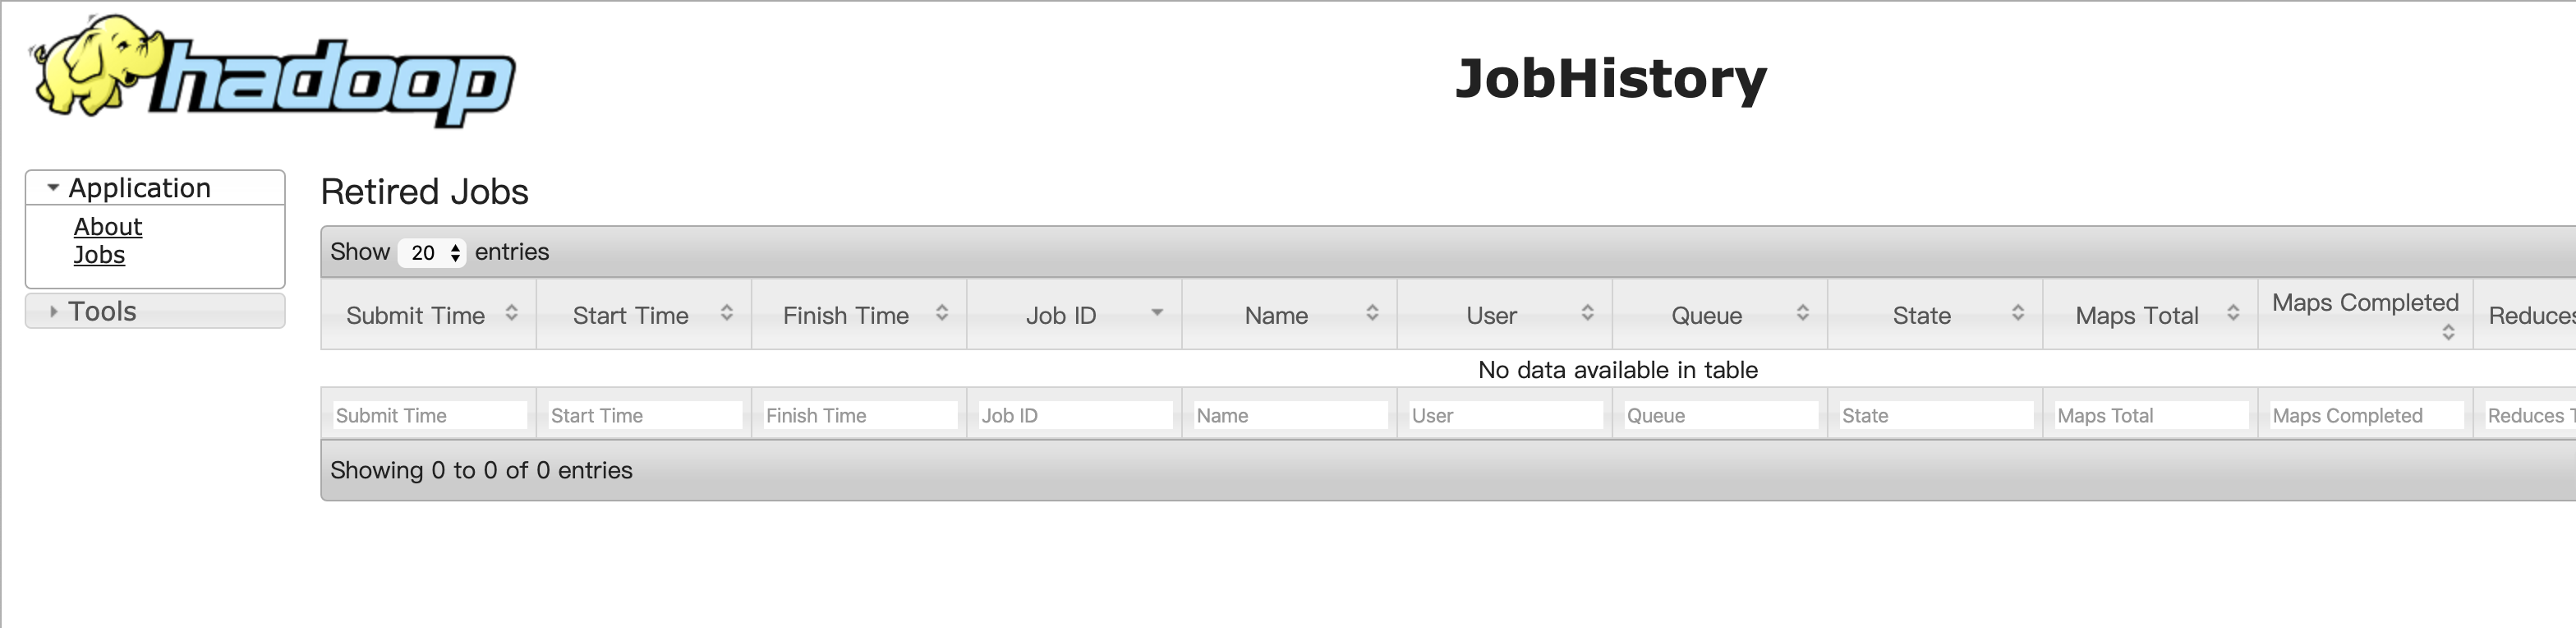 hadoop
JobHistory
Application
About
Jobs
Tools
Retired Jobs
Show 20 entries
Submit Time Start Time Finish Time Job ID Name User Queue State Maps Total Maps Completed Reduces
No data available in table
Submit Time Start Time Finish Time Job ID Name User Queue State Maps Total Maps Completed Reduces T
Showing 0 to 0 of 0 entries